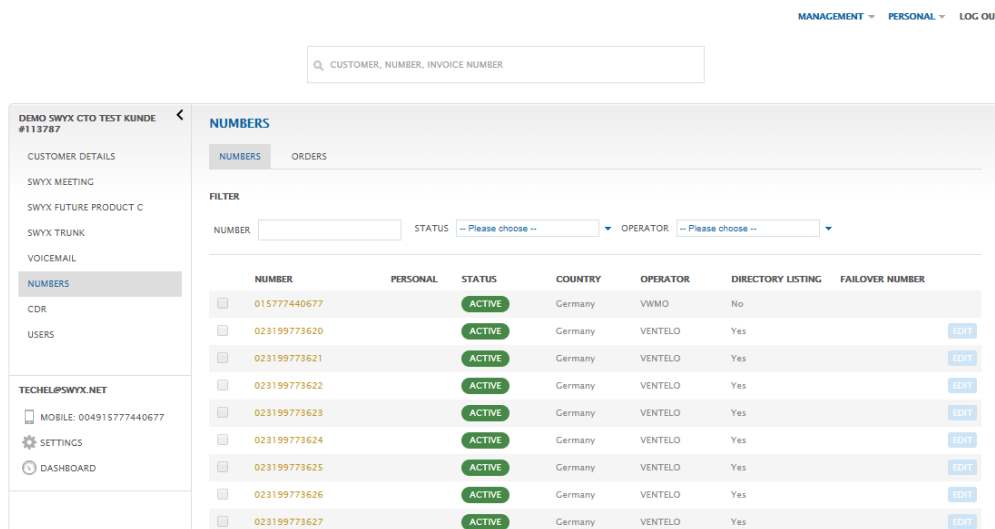 MANAGEMENT PERSONAL LOG OU
CUSTOMER, NUMBER, INVOICE NUMBER
DEMO SWYX CTO TEST KUNDE
#113787
CUSTOMER DETAILS
SWYX MEETING
SWYX FUTURE PRODUCT C
SWYX TRUNK
VOICEMAIL
NUMBERS
CDR
USERS
TECHEL@SWYX.NET
MOBILE: 004915777440677
SETTINGS
DASHBOARD
NUMBERS
NUMBERS ORDERS
FILTER
NUMBER STATUS -- Please choose -- OPERATOR -- Please choose --
NUMBER PERSONAL STATUS COUNTRY OPERATOR DIRECTORY LISTING FAILOVER NUMBER
015777440677 ACTIVE Germany VWMO No
023199773620 ACTIVE Germany VENTELO Yes EDIT
023199773621 ACTIVE Germany VENTELO Yes EDIT
023199773622 ACTIVE Germany VENTELO Yes EDIT
023199773623 ACTIVE Germany VENTELO Yes EDIT
023199773624 ACTIVE Germany VENTELO Yes EDIT
023199773625 ACTIVE Germany VENTELO Yes EDIT
023199773626 ACTIVE Germany VENTELO Yes EDIT
023199773627 ACTIVE Germany VENTELO Yes EDIT